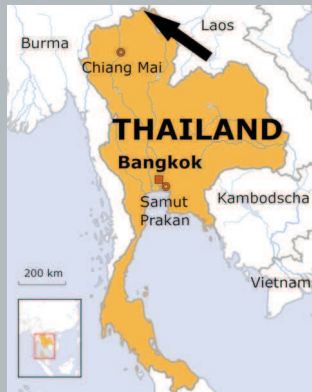 Laos
Burma
Chiang Mai
THAILAND
Bangkok
Samut
Prakan
Kambodscha
200 km
Vietnam